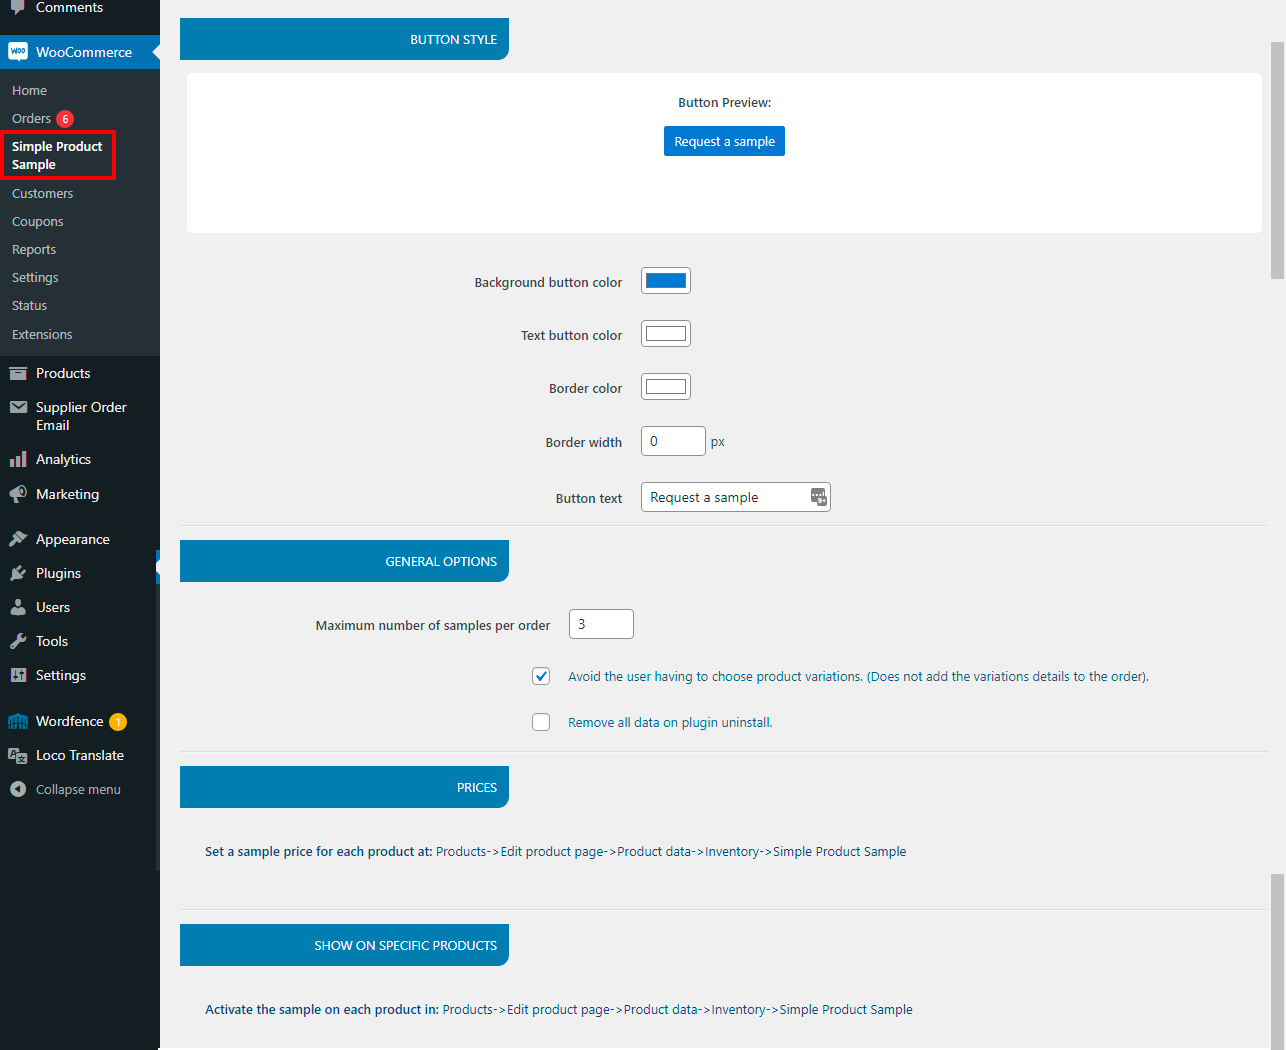 Comments
WooCommerce
Home
Orders 6
Simple Product
Sample
Customers
Coupons
Reports
Settings
Status
Extensions
Products
Supplier Order
Email
Analytics
Marketing
Appearance
Plugins
Users
Tools
Settings
Wordfence 1
Loco Translate
Collapse menu
BUTTON STYLE
Button Preview:
Request a sample
Background button color
Text button color
Border color
Border width 0 px
Button text Request a sample
GENERAL OPTIONS
Maximum number of samples per order 3
Avoid the user having to choose product variations. (Does not add the variations details to the order).
Remove all data on plugin uninstall.
PRICES
Set a sample price for each product at: Products->Edit product page->Product data->Inventory->Simple Product Sample
SHOW ON SPECIFIC PRODUCTS
Activate the sample on each product in: Products->Edit product page->Product data->Inventory->Simple Product Sample